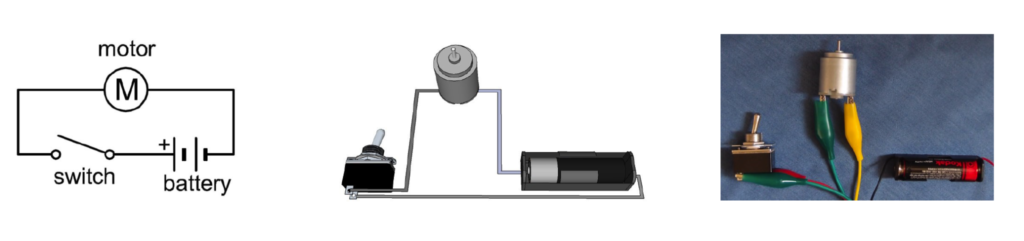 motor
M
+
switch
battery